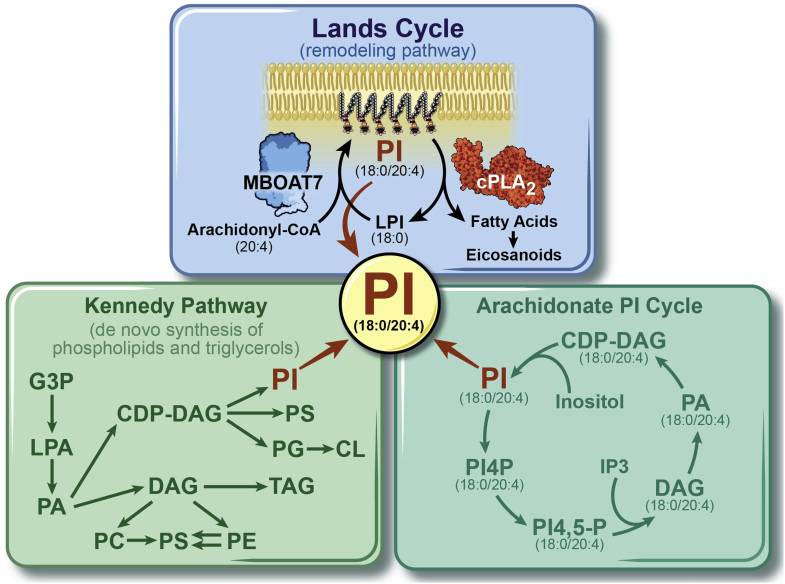 Lands Cycle
(remodeling pathway)
PI
(18:0/20:4)
MBOAT7
cPLA2
Arachidonyl-CoA
(20:4)
LPI
(18:0)
Fatty Acids
Eicosanoids
PI
(18:0/20:4)
Kennedy Pathway
(de novo synthesis of
phospholipids and triglycerols)
G3P
LPA
PA
CDP-DAG
PI
PS
PG
CL
DAG
TAG
PC
PS
PE
Arachidonate PI Cycle
CDP-DAG
(18:0/20:4)
PI
(18:0/20:4)
Inositol
PA
(18:0/20:4)
PI4P
(18:0/20:4)
IP3
DAG
(18:0/20:4)
PI4,5-P
(18:0/20:4)